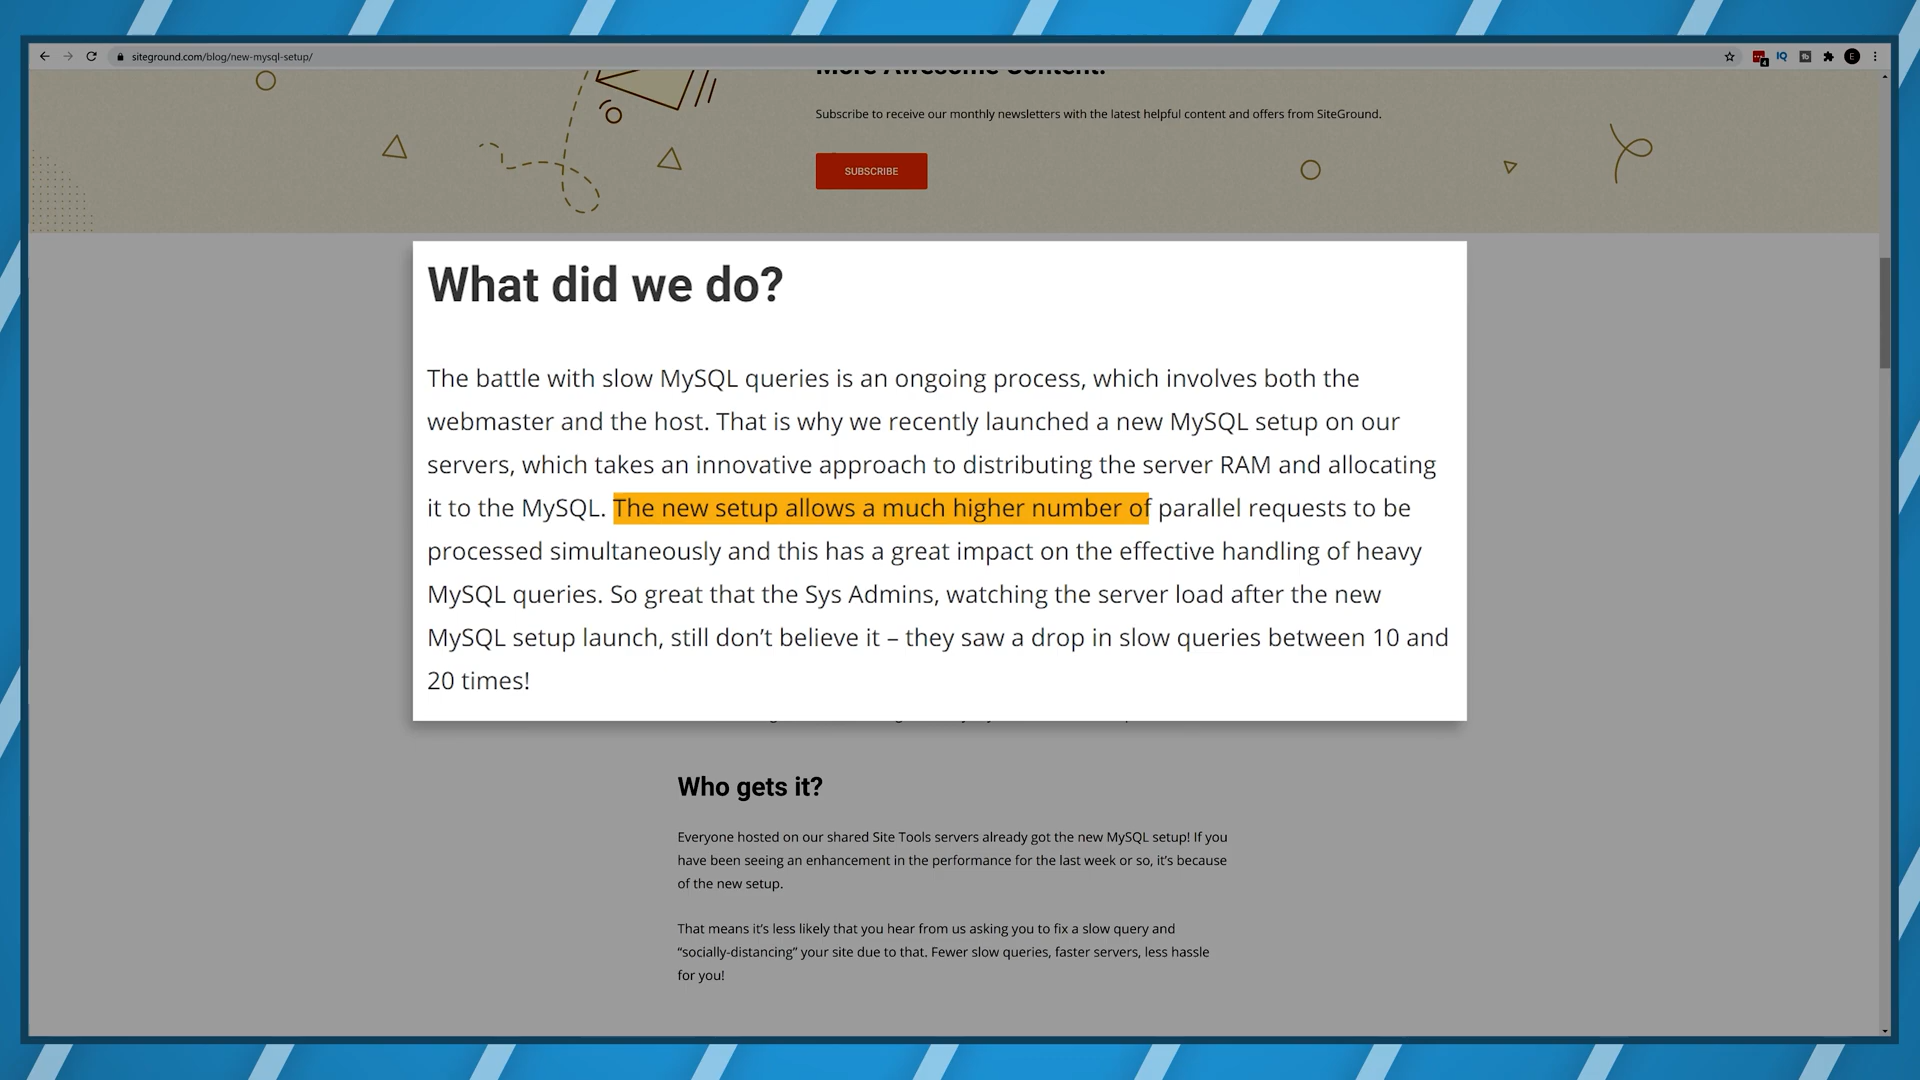 siteground.com/blog/new-mysql-setup/
More Awesome Content!
Subscribe to receive our monthly newsletters with the latest helpful content and offers from SiteGround.
SUBSCRIBE
What did we do?
The battle with slow MySQL queries is an ongoing process, which involves both the
webmaster and the host. That is why we recently launched a new MySQL setup on our
servers, which takes an innovative approach to distributing the server RAM and allocating
it to the MySQL. The new setup allows a much higher number of parallel requests to be
processed simultaneously and this has a great impact on the effective handling of heavy
MySQL queries. So great that the Sys Admins, watching the server load after the new
MySQL setup launch, still don’t believe it – they saw a drop in slow queries between 10 and
20 times!
Who gets it?
Everyone hosted on our shared Site Tools servers already got the new MySQL setup! If you
have been seeing an enhancement in the performance for the last week or so, it’s because
of the new setup.
That means it’s less likely that you hear from us asking you to fix a slow query and
“socially-distancing” your site due to that. Fewer slow queries, faster servers, less hassle
for you!